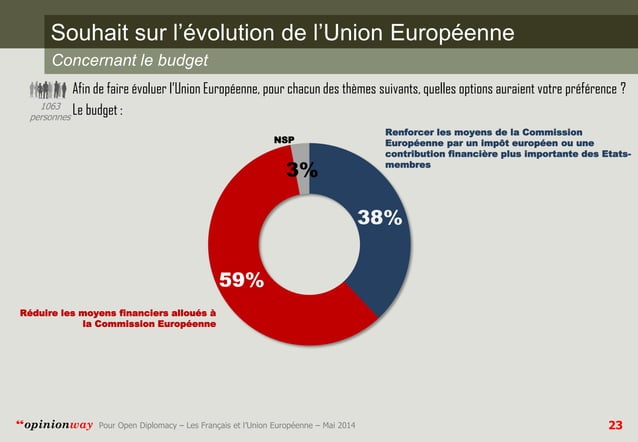 Souhait sur l’évolution de l’Union Européenne
Concernant le budget
Afin de faire évoluer l’Union Européenne, pour chacun des thèmes suivants, quelles options auraient votre préférence ?
1063
personnes
Le budget :
NSP
3%
Renforcer les moyens de la Commission
Européenne par un impôt européen ou une
contribution financière plus importante des Etats-
membres
38%
59%
Réduire les moyens financiers alloués à
la Commission Européenne
“opinionway Pour Open Diplomacy – Les Français et l’Union Européenne – Mai 2014 23